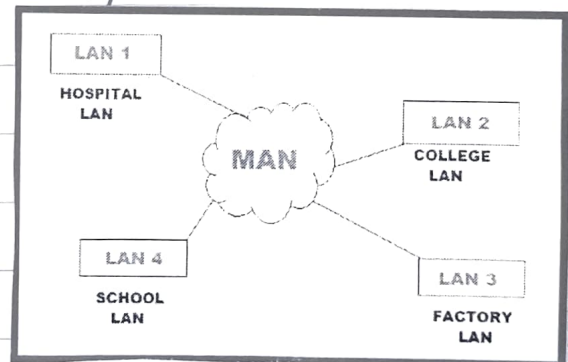 LAN 1
HOSPITAL
LAN
MAN
LAN 2
COLLEGE
LAN
LAN 4
SCHOOL
LAN
LAN 3
FACTORY
LAN